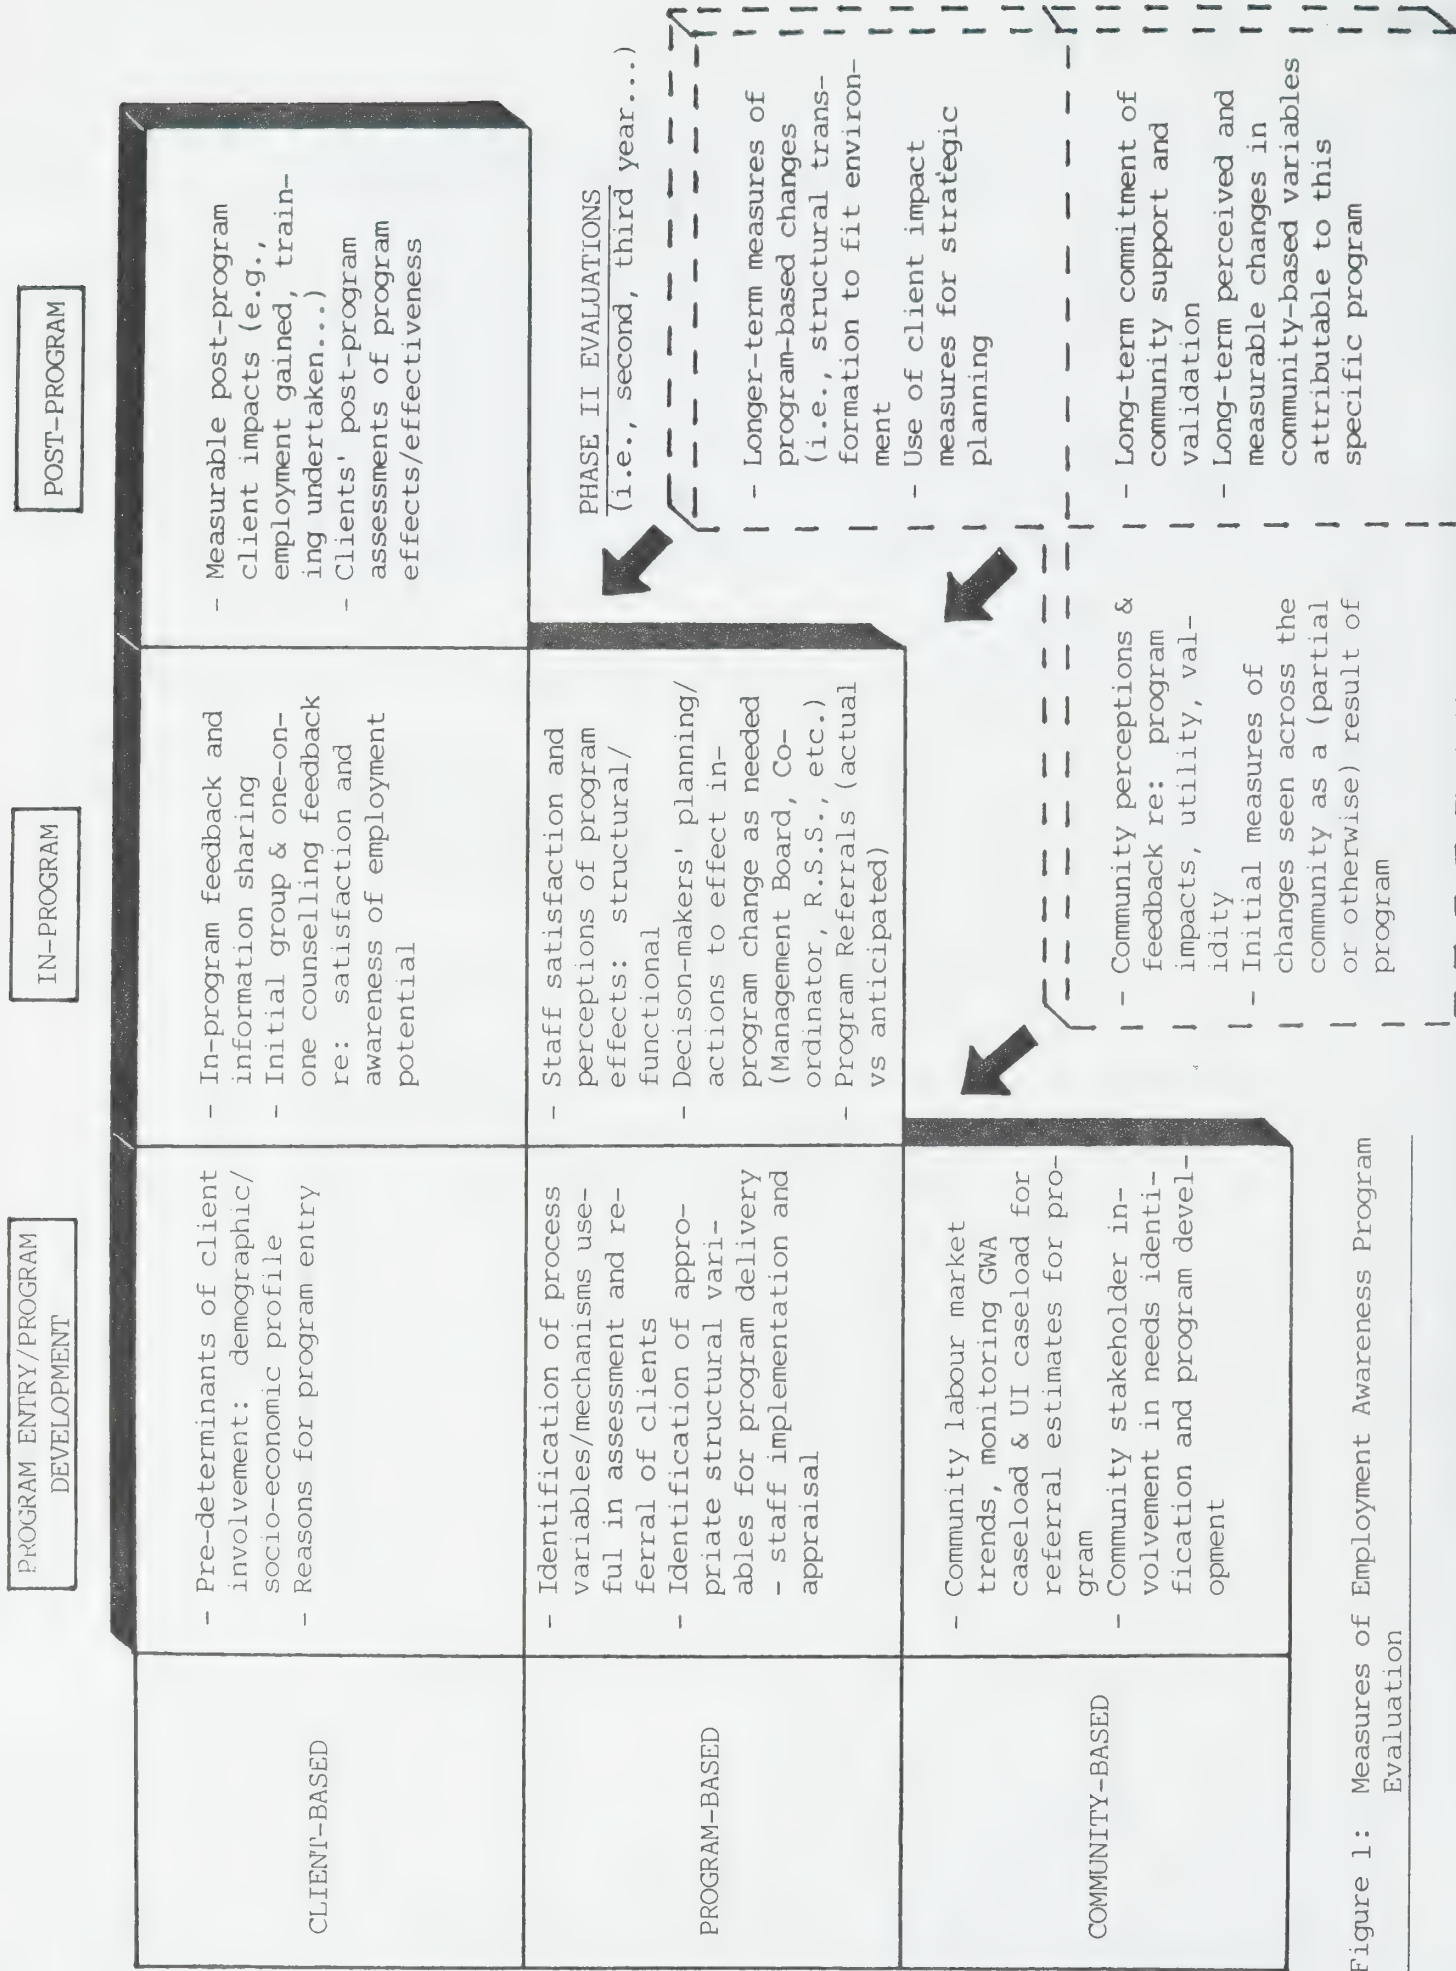 PROGRAM ENTRY/PROGRAM
DEVELOPMENT
IN-PROGRAM
POST-PROGRAM
CLIENT-BASED
- Pre-determinants of client
involvement: demographic/
socio-economic profile
- Reasons for program entry
- In-program feedback and
information sharing
- Initial group & one-on-
one counselling feedback
re: satisfaction and
awareness of employment
potential
- Measurable post-program
client impacts (e.g.,
employment gained, train-
ing undertaken...)
- Clients' post-program
assessments of program
effects/effectiveness
PROGRAM-BASED
- Identification of process
variables/mechanisms use-
ful in assessment and re-
ferral of clients
- Identification of appro-
priate structural vari-
ables for program delivery
- staff implementation and
appraisal
- Staff satisfaction and
perceptions of program
effects: structural/
functional
- Decison-makers' planning/
actions to effect in-
program change as needed
(Management Board, Co-
ordinator, R.S.S., etc.)
- Program Referrals (actual
vs anticipated)
PHASE II EVALUATIONS
(i.e., second, third year...)
- Longer-term measures of
program-based changes
(i.e., structural trans-
formation to fit environ-
ment
- Use of client impact
measures for strategic
planning
COMMUNITY-BASED
- Community labour market
trends, monitoring GWA
caseload & UI caseload for
referral estimates for pro-
gram
- Community stakeholder in-
volvement in needs identi-
fication and program devel-
opment
- Community perceptions &
feedback re: program
impacts, utility, val-
idity
- Initial measures of
changes seen across the
community as a (partial
or otherwise) result of
program
- Long-term commitment of
community support and
validation
- Long-term perceived and
measurable changes in
community-based variables
attributable to this
specific program
Figure 1: Measures of Employment Awareness Program
Evaluation